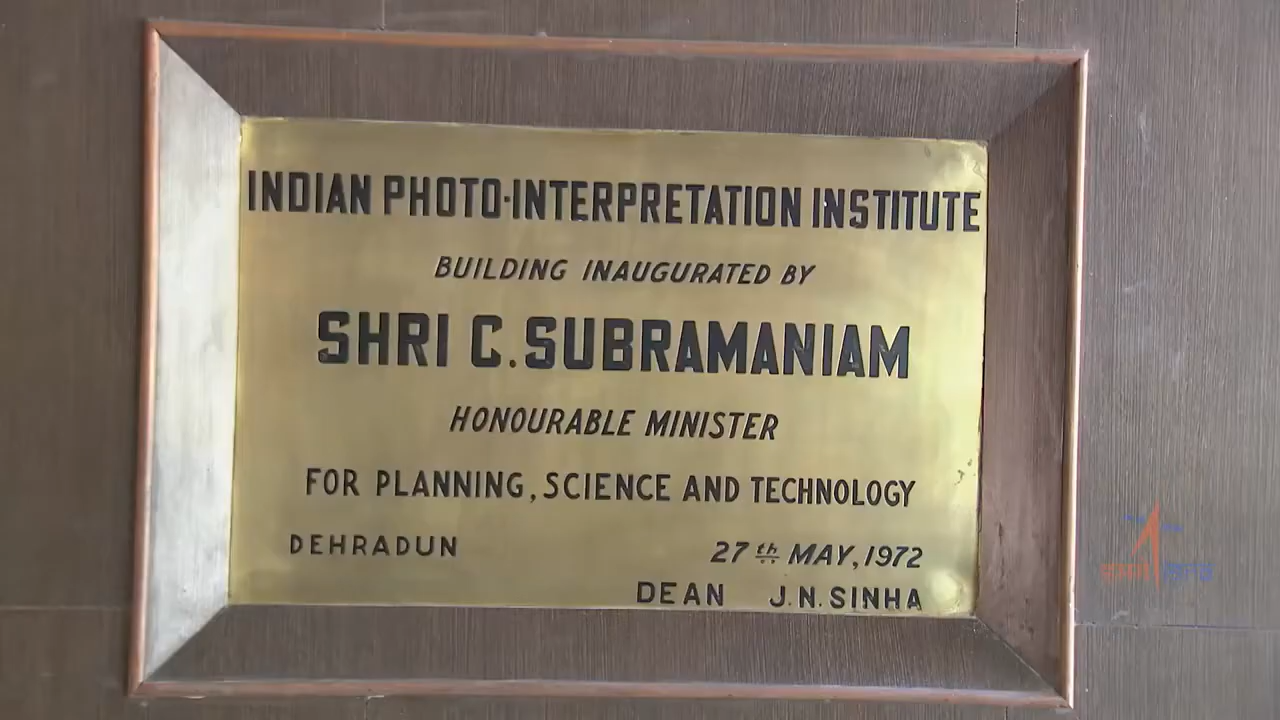 INDIAN PHOTO-INTERPRETATION INSTITUTE
BUILDING INAUGURATED BY
SHRI C. SUBRAMANIAM
HONOURABLE MINISTER
FOR PLANNING, SCIENCE AND TECHNOLOGY
DEHRADUN 27th MAY, 1972
DEAN J.N. SINHA